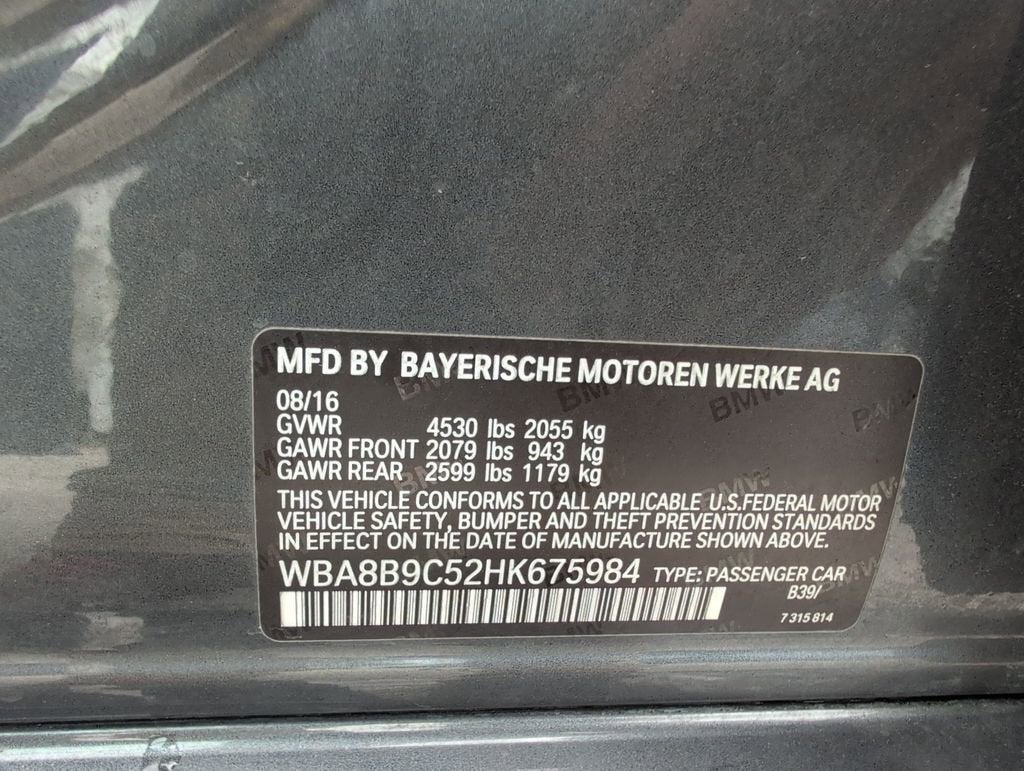 MFD BY BAYERISCHE MOTOREN WERKE AG
08/16
GVWR 4530 lbs 2055 kg
GAWR FRONT 2079 lbs 943 kg
GAWR REAR 2599 lbs 1179 kg
THIS VEHICLE CONFORMS TO ALL APPLICABLE U.S.FEDERAL MOTOR
VEHICLE SAFETY, BUMPER AND THEFT PREVENTION STANDARDS
IN EFFECT ON THE DATE OF MANUFACTURE SHOWN ABOVE.
WBA8B9C52HK675984 TYPE: PASSENGER CAR
B39/
7 315 814